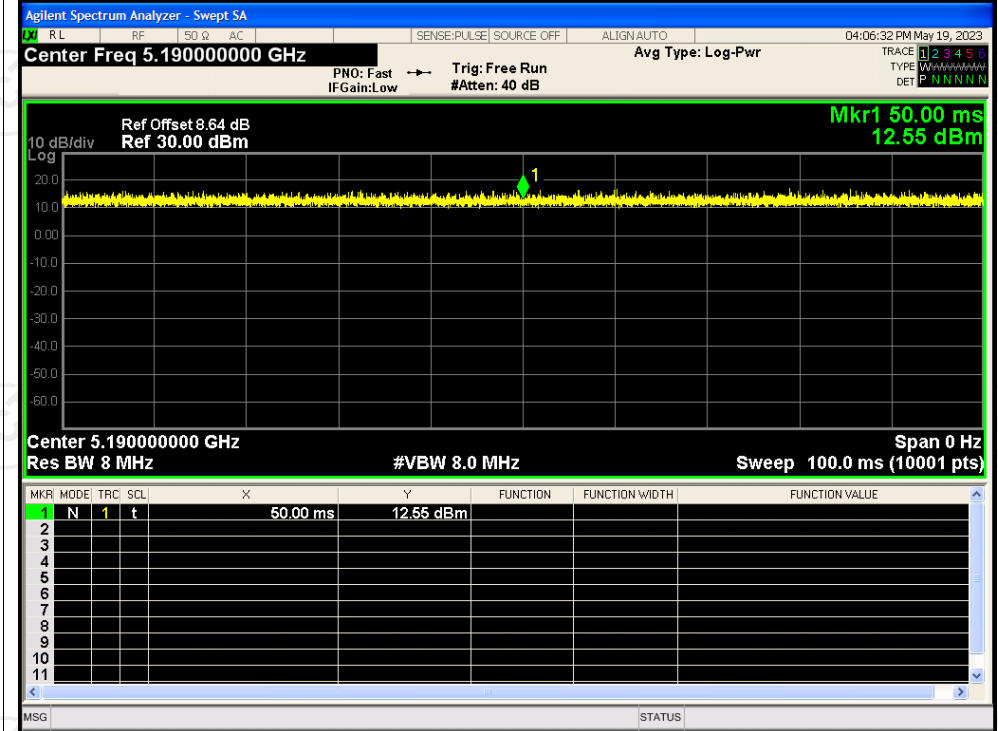 Agilent Spectrum Analyzer - Swept SA
LXI RL RF 50 Ω AC SENSE:PULSE SOURCE OFF ALIGN AUTO 04:06:32 PM May 19, 2023
Center Freq 5.190000000 GHz Avg Type: Log-Pwr TRACE 1 2 3 4 5 6
PNO: Fast Trig: Free Run TYPE WWWWWW
IFGain:Low #Atten: 40 dB DET P N N N N N
Mkr1 50.00 ms
Ref Offset 8.64 dB
10 dB/div Ref 30.00 dBm 12.55 dBm
Log
1
20.0
10.0
0.00
-10.0
-20.0
-30.0
-40.0
-50.0
-60.0
Center 5.190000000 GHz Span 0 Hz
Res BW 8 MHz #VBW 8.0 MHz Sweep 100.0 ms (10001 pts)
MKR MODE TRC SCL X Y FUNCTION FUNCTION WIDTH FUNCTION VALUE
1 N 1 t 50.00 ms 12.55 dBm
2
3
4
5
6
7
8
9
10
11
MSG STATUS